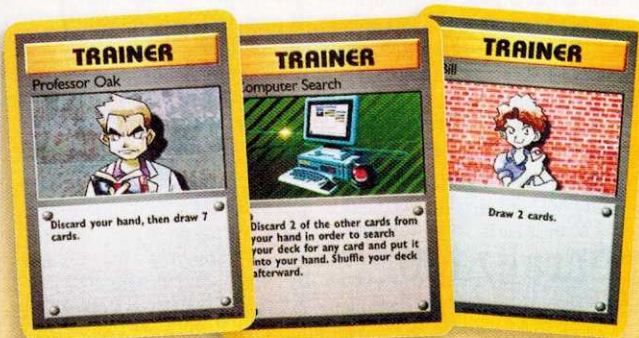 TRAINER
Professor Oak
Discard your hand, then draw 7
cards.
TRAINER
omputer Search
Discard 2 of the other cards from
your hand in order to search
your deck for any card and put it
into your hand. Shuffle your deck
afterward.
TRAINER
Bill
Draw 2 cards.